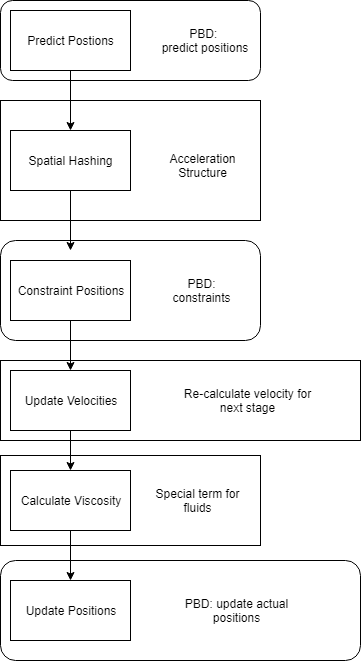 Predict Postions
PBD:
predict positions
Spatial Hashing
Acceleration
Structure
Constraint Positions
PBD:
constraints
Update Velocities
Re-calculate velocity for
next stage
Calculate Viscosity
Special term for
fluids
Update Positions
PBD: update actual
positions